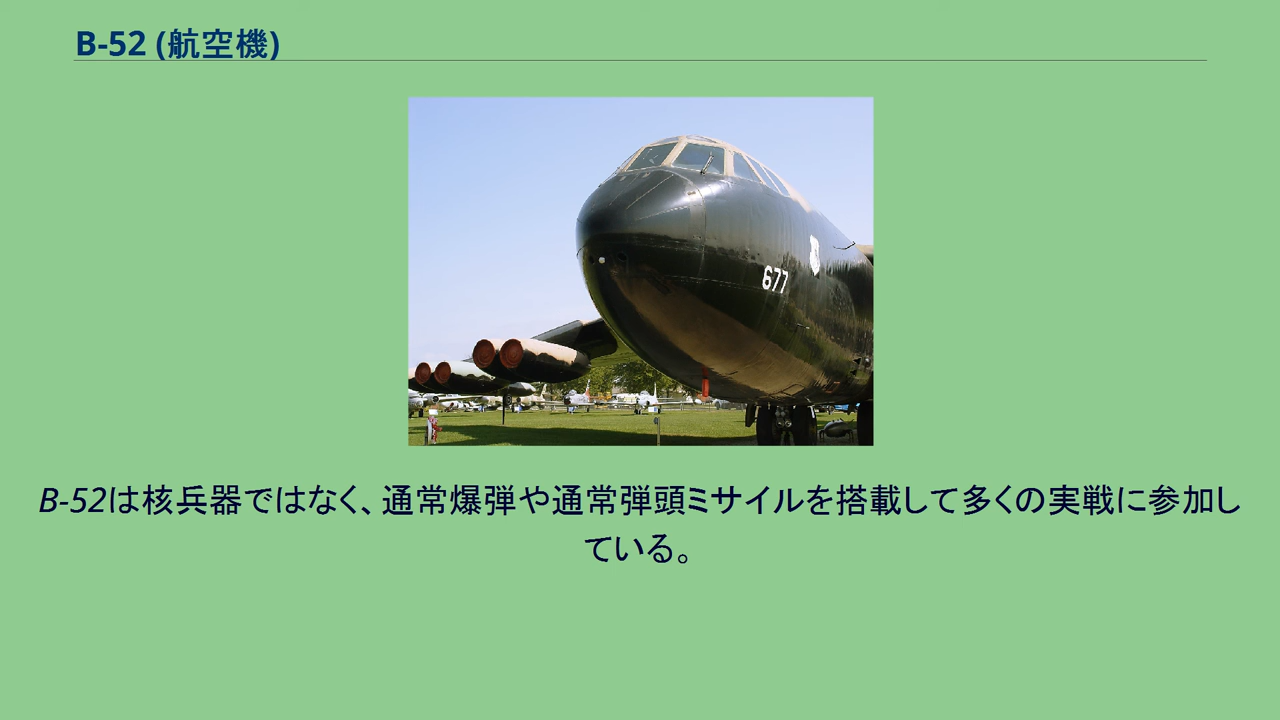 B-52 (航空機)
677
B-52は核兵器ではなく、通常爆弾や通常弾頭ミサイルを搭載して多くの実戦に参加し
ている。